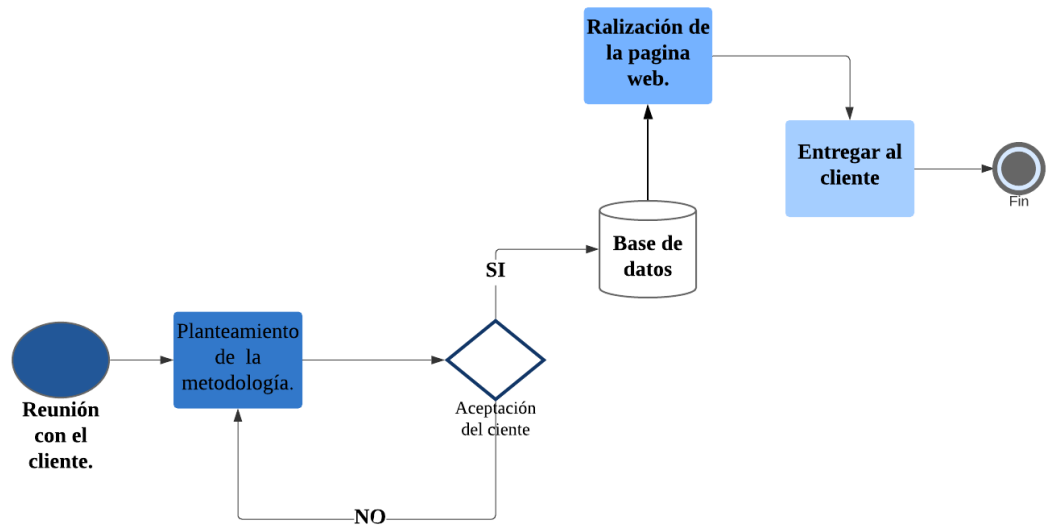 Reunión
con el
cliente.
Planteamiento
de la
metodología.
Aceptación
del ciente
NO
SI
Base de
datos
Ralización de
la pagina
web.
Entregar al
cliente
Fin